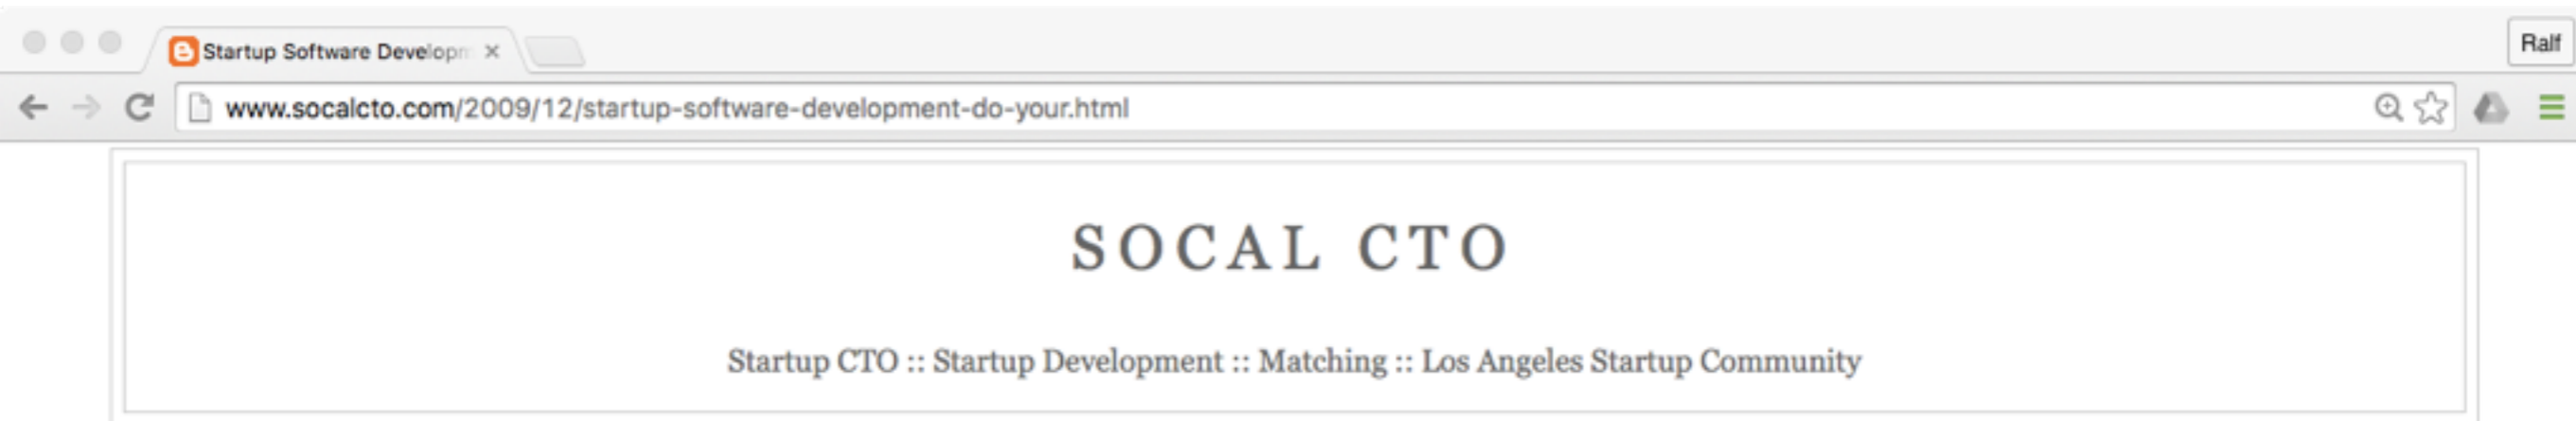 Startup Software Developm
Ralf
www.socalcto.com/2009/12/startup-software-development-do-your.html
SOCAL CTO
Startup CTO :: Startup Development :: Matching :: Los Angeles Startup Community